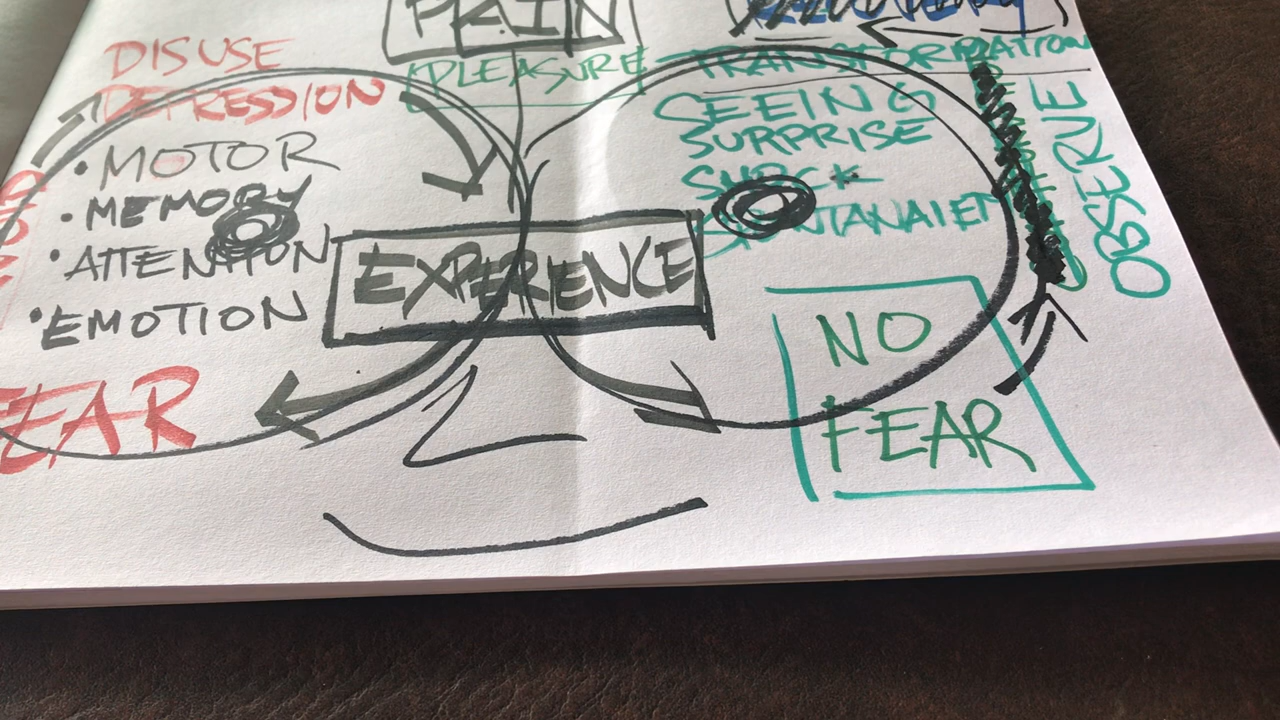 PAIN
DISUSE
DEPRESSION
(PLEASURE
TRANSFORMATION
• MOTOR
• MEMORY
• ATTENTION
• EMOTION
SEEING
SURPRISE
SHOCK
OBSERVE
EXPERIENCE
FEAR
NO
FEAR